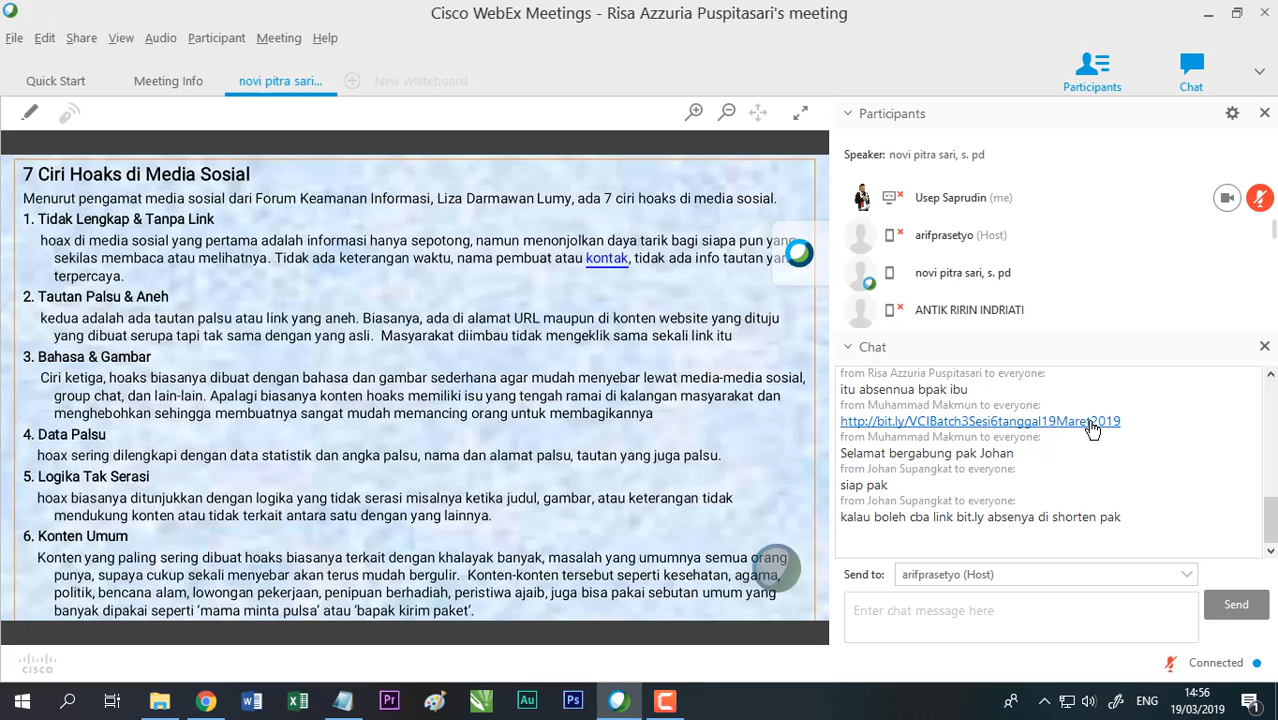 Cisco WebEx Meetings - Risa Azzuria Puspitasari's meeting
File Edit Share View Audio Participant Meeting Help
Quick Start Meeting Info novi pitra sari... New Whiteboard
Participants Chat
7 Ciri Hoaks di Media Sosial
Menurut pengamat media sosial dari Forum Keamanan Informasi, Liza Darmawan Lumy, ada 7 ciri hoaks di media sosial.
1. Tidak Lengkap & Tanpa Link
hoax di media sosial yang pertama adalah informasi hanya sepotong, namun menonjolkan daya tarik bagi siapa pun yang
sekilas membaca atau melihatnya. Tidak ada keterangan waktu, nama pembuat atau kontak, tidak ada info tautan
terpercaya.
2. Tautan Palsu & Aneh
kedua adalah ada tautan palsu atau link yang aneh. Biasanya, ada di alamat URL maupun di konten website yang dituju
yang dibuat serupa tapi tak sama dengan yang asli. Masyarakat diimbau tidak mengeklik sama sekali link itu
3. Bahasa & Gambar
Ciri ketiga, hoaks biasanya dibuat dengan bahasa dan gambar sederhana agar mudah menyebar lewat media-media sosial,
group chat, dan lain-lain. Apalagi biasanya konten hoaks memiliki isu yang tengah ramai di kalangan masyarakat dan
menghebohkan sehingga membuatnya sangat mudah memancing orang untuk membagikannya
4. Data Palsu
hoax sering dilengkapi dengan data statistik dan angka palsu, nama dan alamat palsu, tautan yang juga palsu.
5. Logika Tak Serasi
hoax biasanya ditunjukkan dengan logika yang tidak serasi misalnya ketika judul, gambar, atau keterangan tidak
mendukung konten atau tidak terkait antara satu dengan yang lainnya.
6. Konten Umum
Konten yang paling sering dibuat hoaks biasanya terkait dengan khalayak banyak, masalah yang umumnya semua orang
punya, supaya cukup sekali menyebar akan terus mudah bergulir. Konten-konten tersebut seperti kesehatan, agama,
politik, bencana alam, lowongan pekerjaan, penipuan berhadiah, peristiwa ajaib, juga bisa pakai sebutan umum yang
banyak dipakai seperti 'mama minta pulsa' atau 'bapak kirim paket'.
Participants
Speaker: novi pitra sari, s. pd
Usep Saprudin (me)
arifprasetyo (Host)
novi pitra sari, s. pd
ANTIK RIRIN INDRIATI
Chat
from Risa Azzuria Puspitasari to everyone:
itu absennua bpak ibu
from Muhammad Makmun to everyone:
http://bit.ly/VCIBatch3Sesi6tanggal19Maret2019
from Muhammad Makmun to everyone:
Selamat bergabung pak Johan
from Johan Supangkat to everyone:
siap pak
from Johan Supangkat to everyone:
kalau boleh cba link bit.ly absenya di shorten pak
Send to: arifprasetyo (Host)
Enter chat message here
Send
cisco
Connected
Pr Au Ps
ENG
14:56
19/03/2019
1